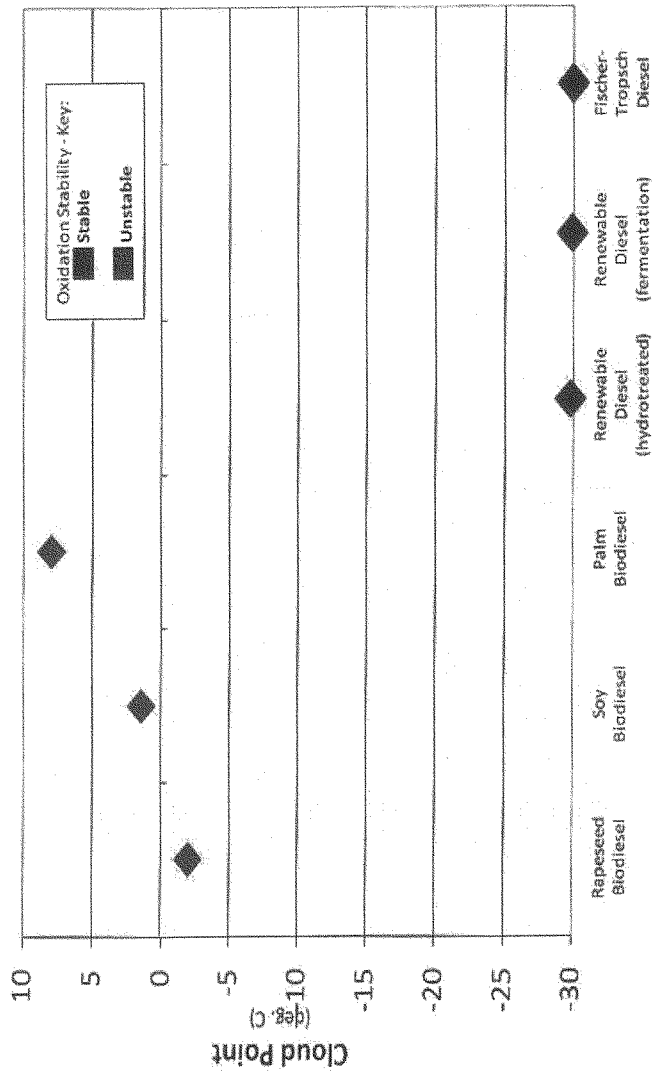 Cloud Point
(deg. C)
10
5
0
-5
-10
-15
-20
-25
-30
Oxidation Stability - Key:
Stable
Unstable
Rapeseed
Biodiesel
Soy
Biodiesel
Palm
Biodiesel
Renewable
Diesel
(hydrotreated)
Renewable
Diesel
(fermentation)
Fischer-
Tropsch
Diesel